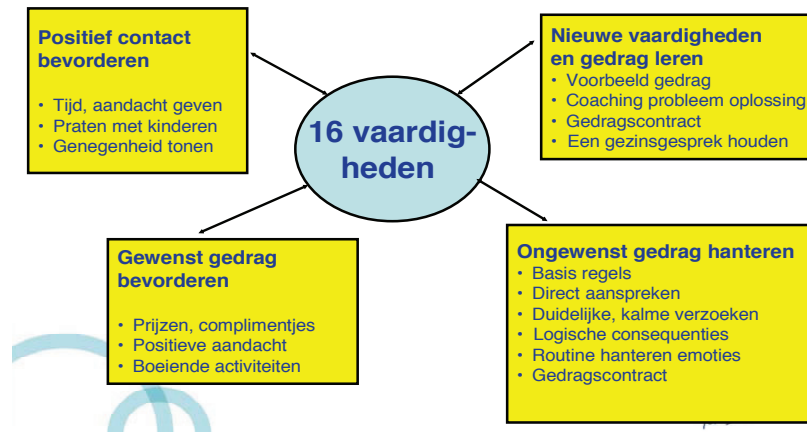 Positief contact
bevorderen
• Tijd, aandacht geven
• Praten met kinderen
• Genegenheid tonen
Nieuwe vaardigheden
en gedrag leren
• Voorbeeld gedrag
• Coaching probleem oplossing
• Gedragscontract
• Een gezinsgesprek houden
16 vaardig-
heden
Gewenst gedrag
bevorderen
• Prijzen, complimentjes
• Positieve aandacht
• Boeiende activiteiten
Ongewenst gedrag hanteren
• Basis regels
• Direct aanspreken
• Duidelijke, kalme verzoeken
• Logische consequenties
• Routine hanteren emoties
• Gedragscontract